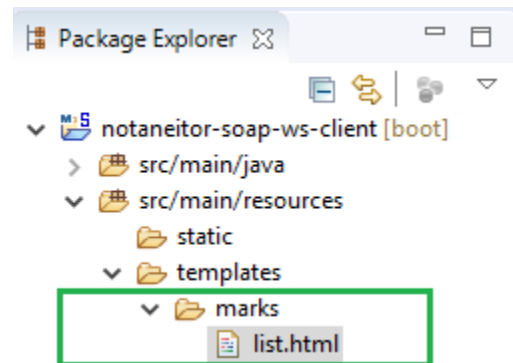 Package Explorer
notaneitor-soap-ws-client [boot]
src/main/java
src/main/resources
static
templates
marks
list.html